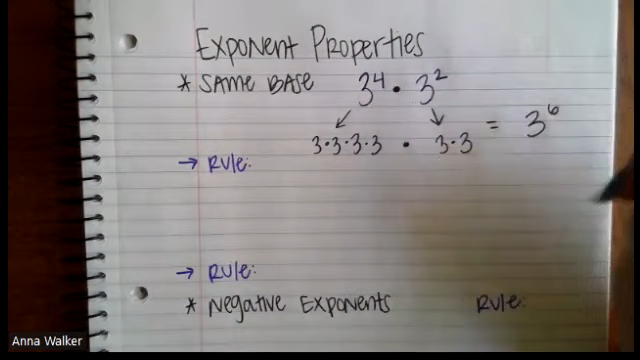 Exponent Properties
* SAME BASE 3⁴ • 3²
3•3•3•3 • 3•3 = 3⁶
→ RULE:
→ RULE:
* Negative Exponents RULE:
Anna Walker